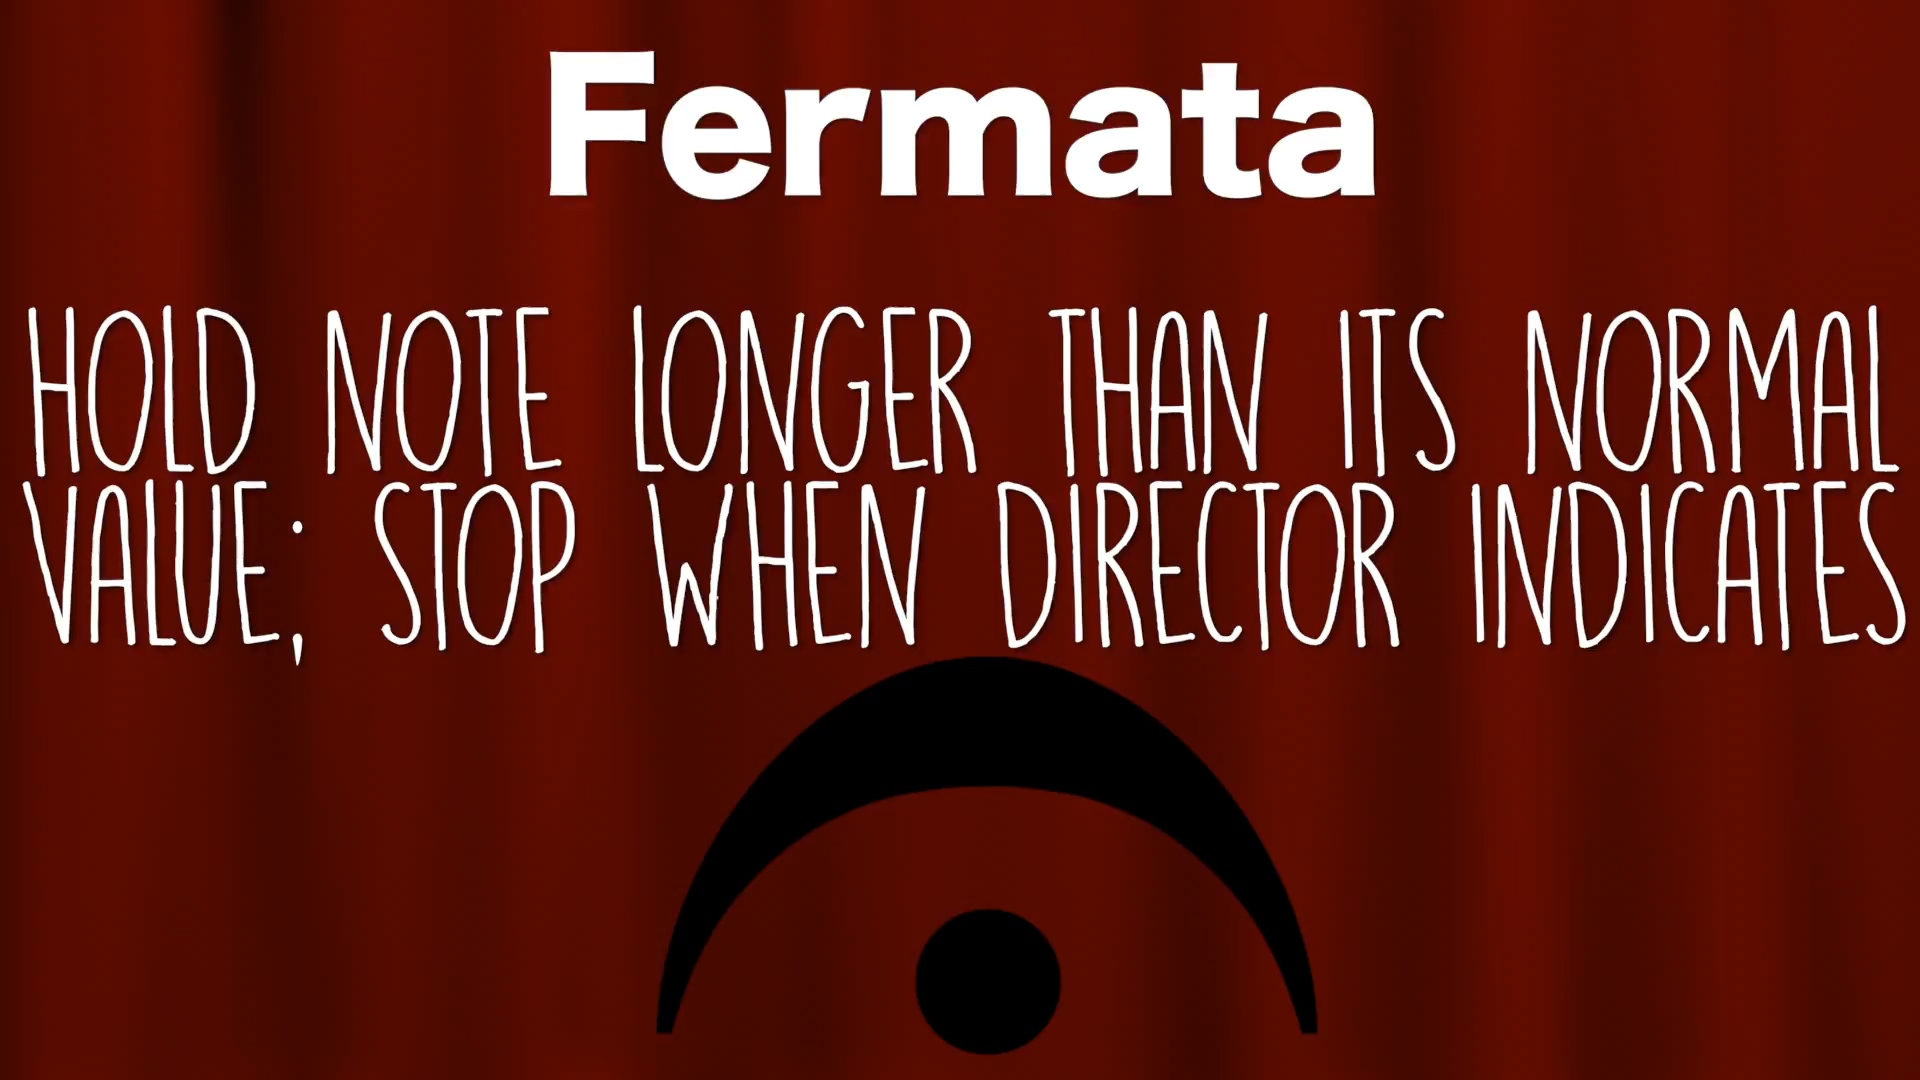 Fermata
HOLD NOTE LONGER THAN ITS NORMAL
VALUE; STOP WHEN DIRECTOR INDICATES